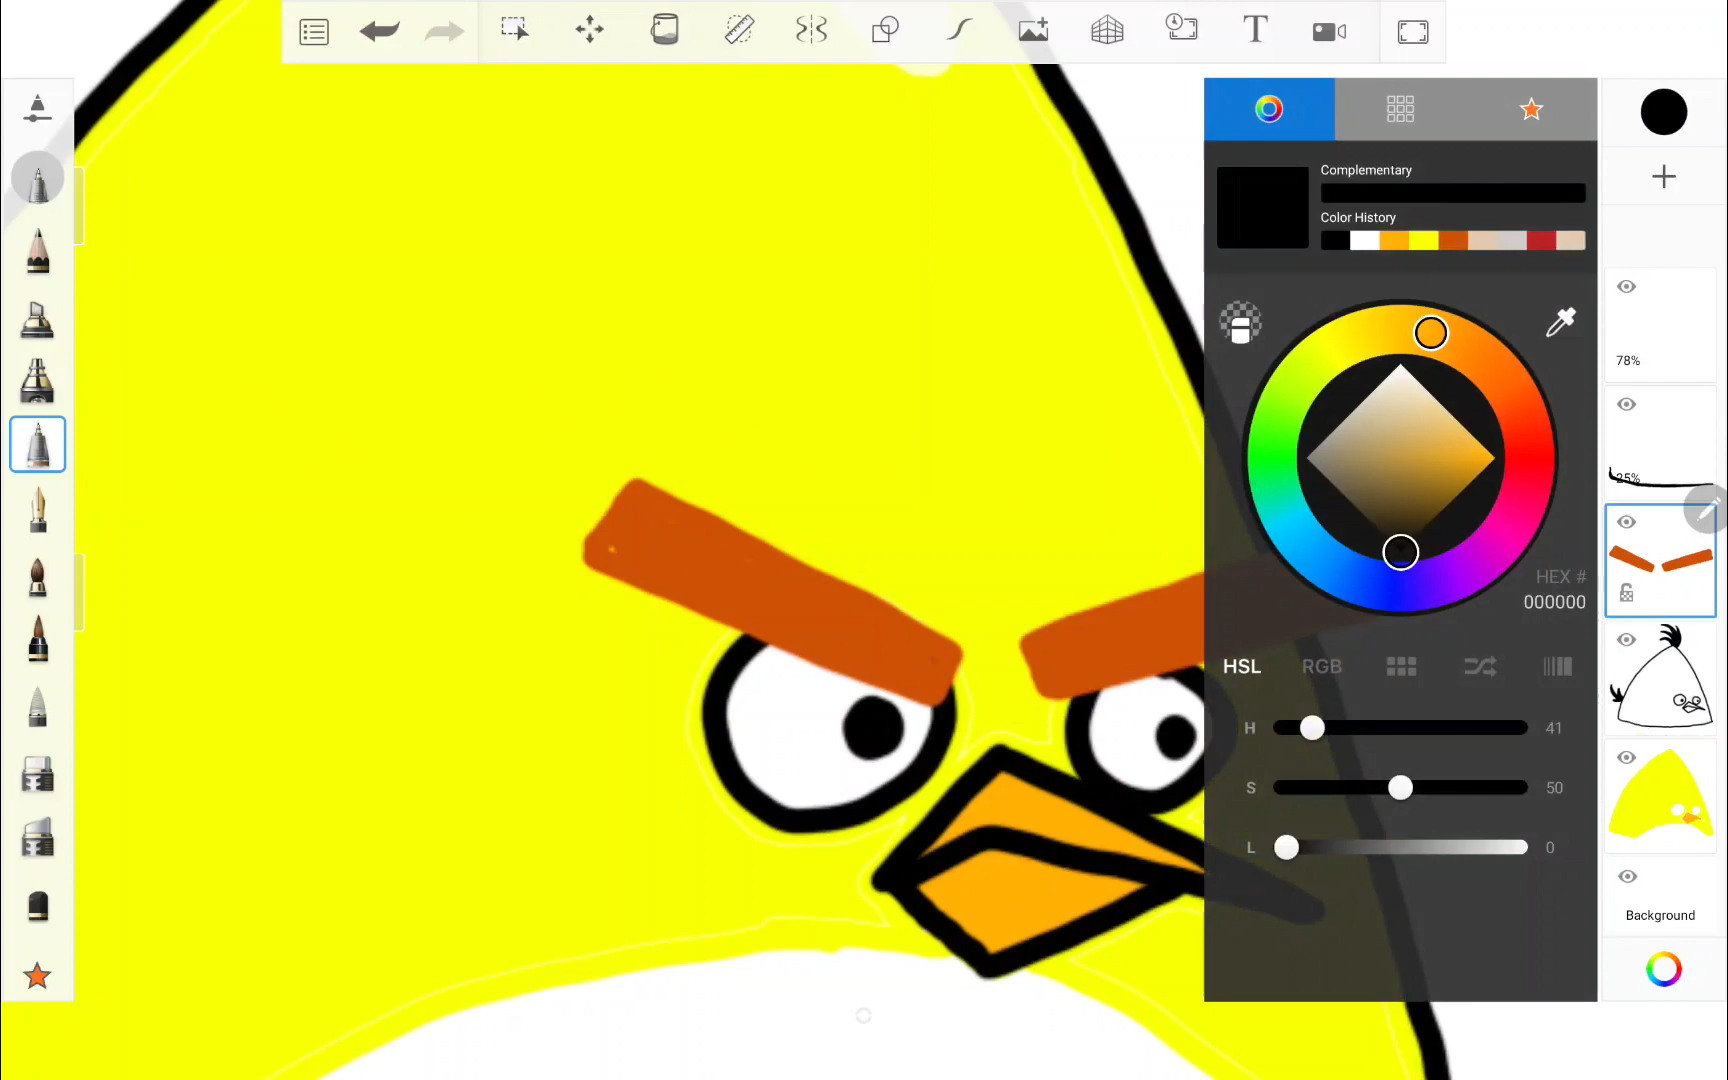 T
Complementary
Color History
78%
25%
HEX #
000000
HSL RGB
H 41
S 50
L 0
Background